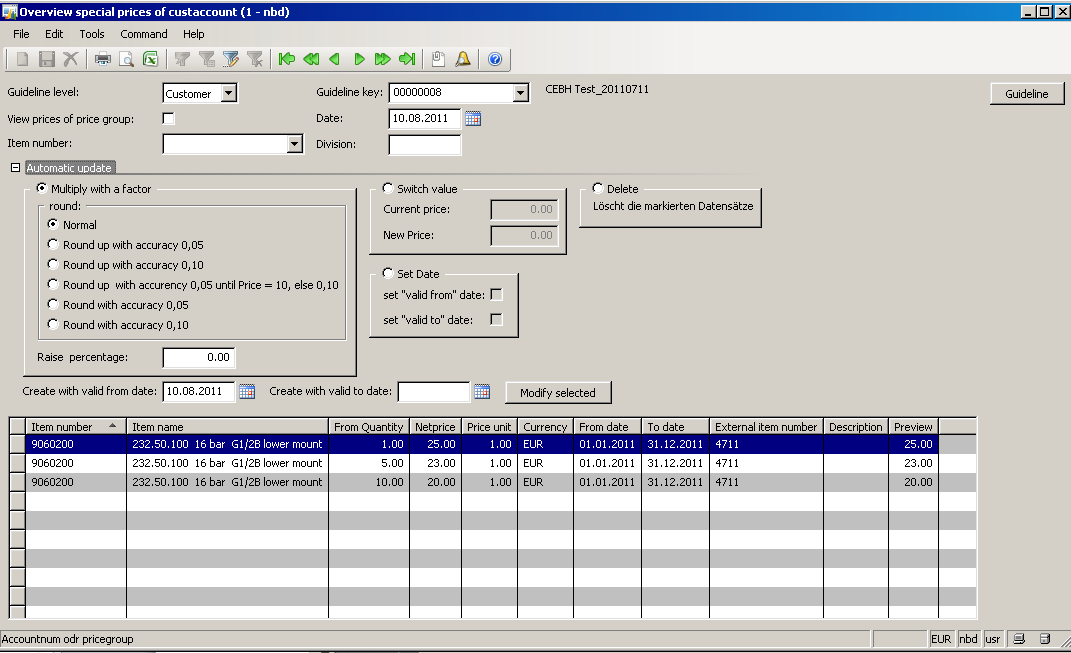 Overview special prices of custaccount (1 - nbd)
File Edit Tools Command Help
Guideline level: Customer Guideline key: 00000008 CEBH Test_20110711 Guideline
View prices of price group: Date: 10.08.2011
Item number: Division:
Automatic update
Multiply with a factor Switch value Delete
round: Current price: 0.00 Löscht die markierten Datensätze
Normal
New Price: 0.00
Round up with accuracy 0,05
Round up with accuracy 0,10
Set Date
Round up with accurency 0,05 until Price = 10, else 0,10
set "valid from" date:
Round with accuracy 0,05
set "valid to" date:
Round with accuracy 0,10
Raise percentage: 0.00
Create with valid from date: 10.08.2011 Create with valid to date: Modify selected
Item number Item name From Quantity Netprice Price unit Currency From date To date External item number Description Preview
9060200 232.50.100 16 bar G1/2B lower mount 1.00 25.00 1.00 EUR 01.01.2011 31.12.2011 4711 25.00
9060200 232.50.100 16 bar G1/2B lower mount 5.00 23.00 1.00 EUR 01.01.2011 31.12.2011 4711 23.00
9060200 232.50.100 16 bar G1/2B lower mount 10.00 20.00 1.00 EUR 01.01.2011 31.12.2011 4711 20.00
Accountnum odr pricegroup EUR nbd usr